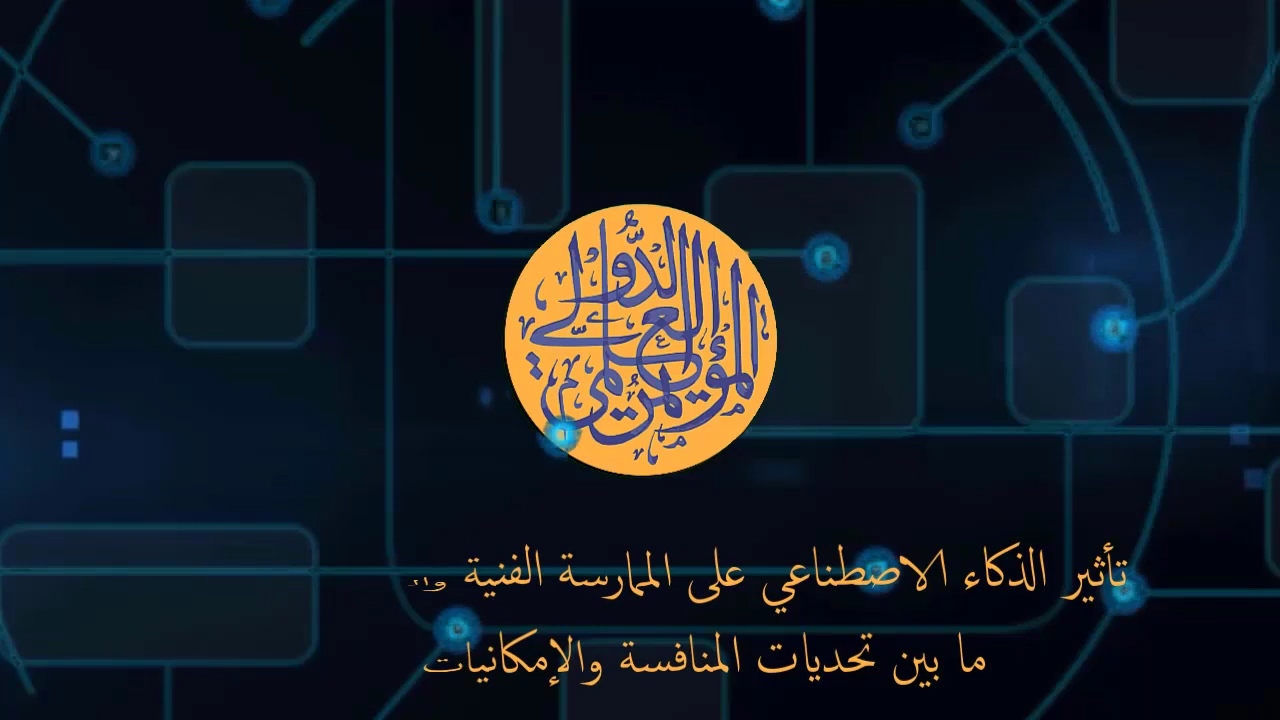 المؤتمر العلمي الدولي
تأثير الذكاء الاصطناعي على الممارسة الفنية
ما بين تحديات المنافسة والإمكانيات